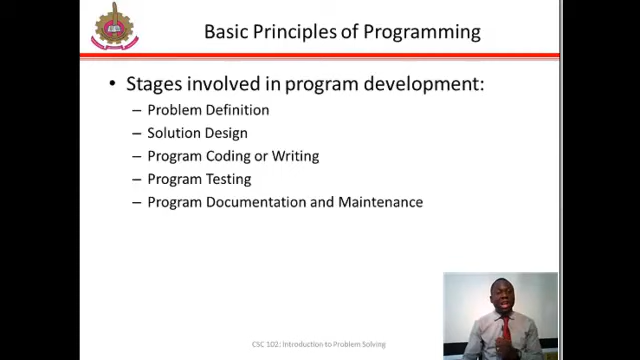 Basic Principles of Programming
• Stages involved in program development:
– Problem Definition
– Solution Design
– Program Coding or Writing
– Program Testing
– Program Documentation and Maintenance
CSC 102: Introduction to Problem Solving